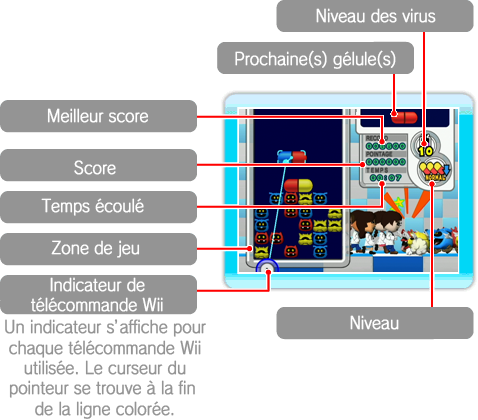 Niveau des virus
Prochaine(s) gélule(s)
Meilleur score
Score
Temps écoulé
Zone de jeu
Indicateur de
télécommande Wii
Un indicateur s'affiche pour
chaque télécommande Wii
utilisée. Le curseur du
pointeur se trouve à la fin
de la ligne colorée.
RECORD
POINTAGE
000000
TEMPS
00:07
10
NORMAL
Niveau